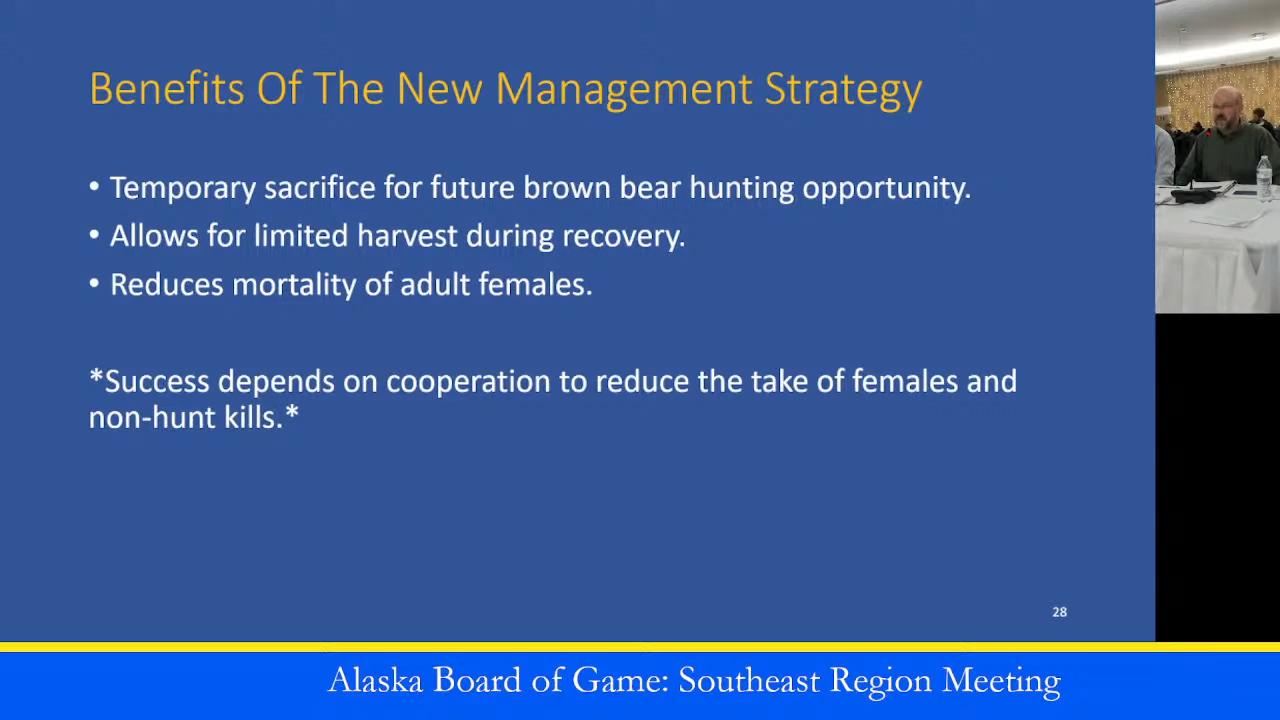 Benefits Of The New Management Strategy
• Temporary sacrifice for future brown bear hunting opportunity.
• Allows for limited harvest during recovery.
• Reduces mortality of adult females.
*Success depends on cooperation to reduce the take of females and
non-hunt kills.*
28
Alaska Board of Game: Southeast Region Meeting